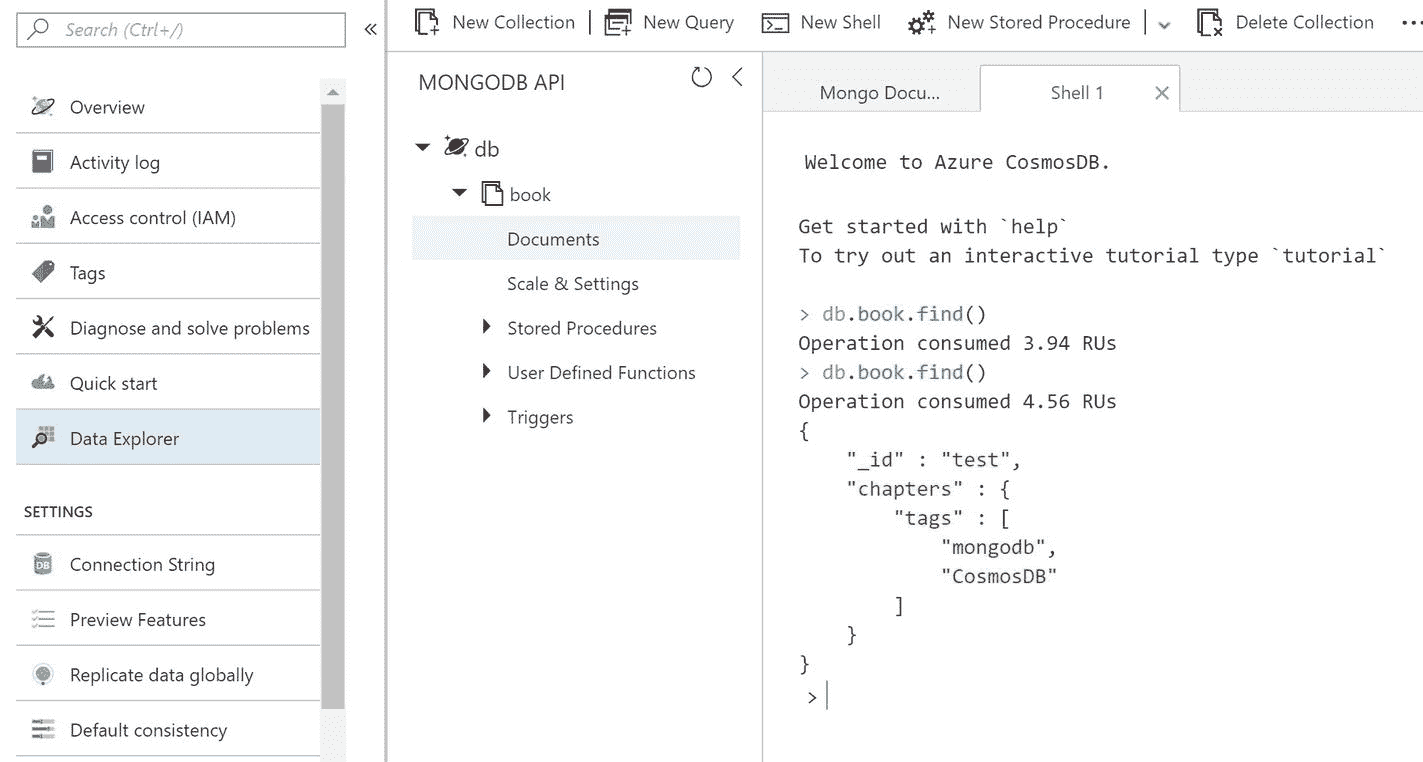 Search (Ctrl+/)
«
Overview
Activity log
Access control (IAM)
Tags
Diagnose and solve problems
Quick start
Data Explorer
SETTINGS
Connection String
Preview Features
Replicate data globally
Default consistency
New Collection
New Query
New Shell
New Stored Procedure
Delete Collection
...
MONGODB API
db
book
Documents
Scale & Settings
Stored Procedures
User Defined Functions
Triggers
Mongo Docu...
Shell 1
Welcome to Azure CosmosDB.
Get started with `help`
To try out an interactive tutorial type `tutorial`
> db.book.find()
Operation consumed 3.94 RUs
> db.book.find()
Operation consumed 4.56 RUs
{
    "_id" : "test",
    "chapters" : {
        "tags" : [
            "mongodb",
            "CosmosDB"
        ]
    }
}
>